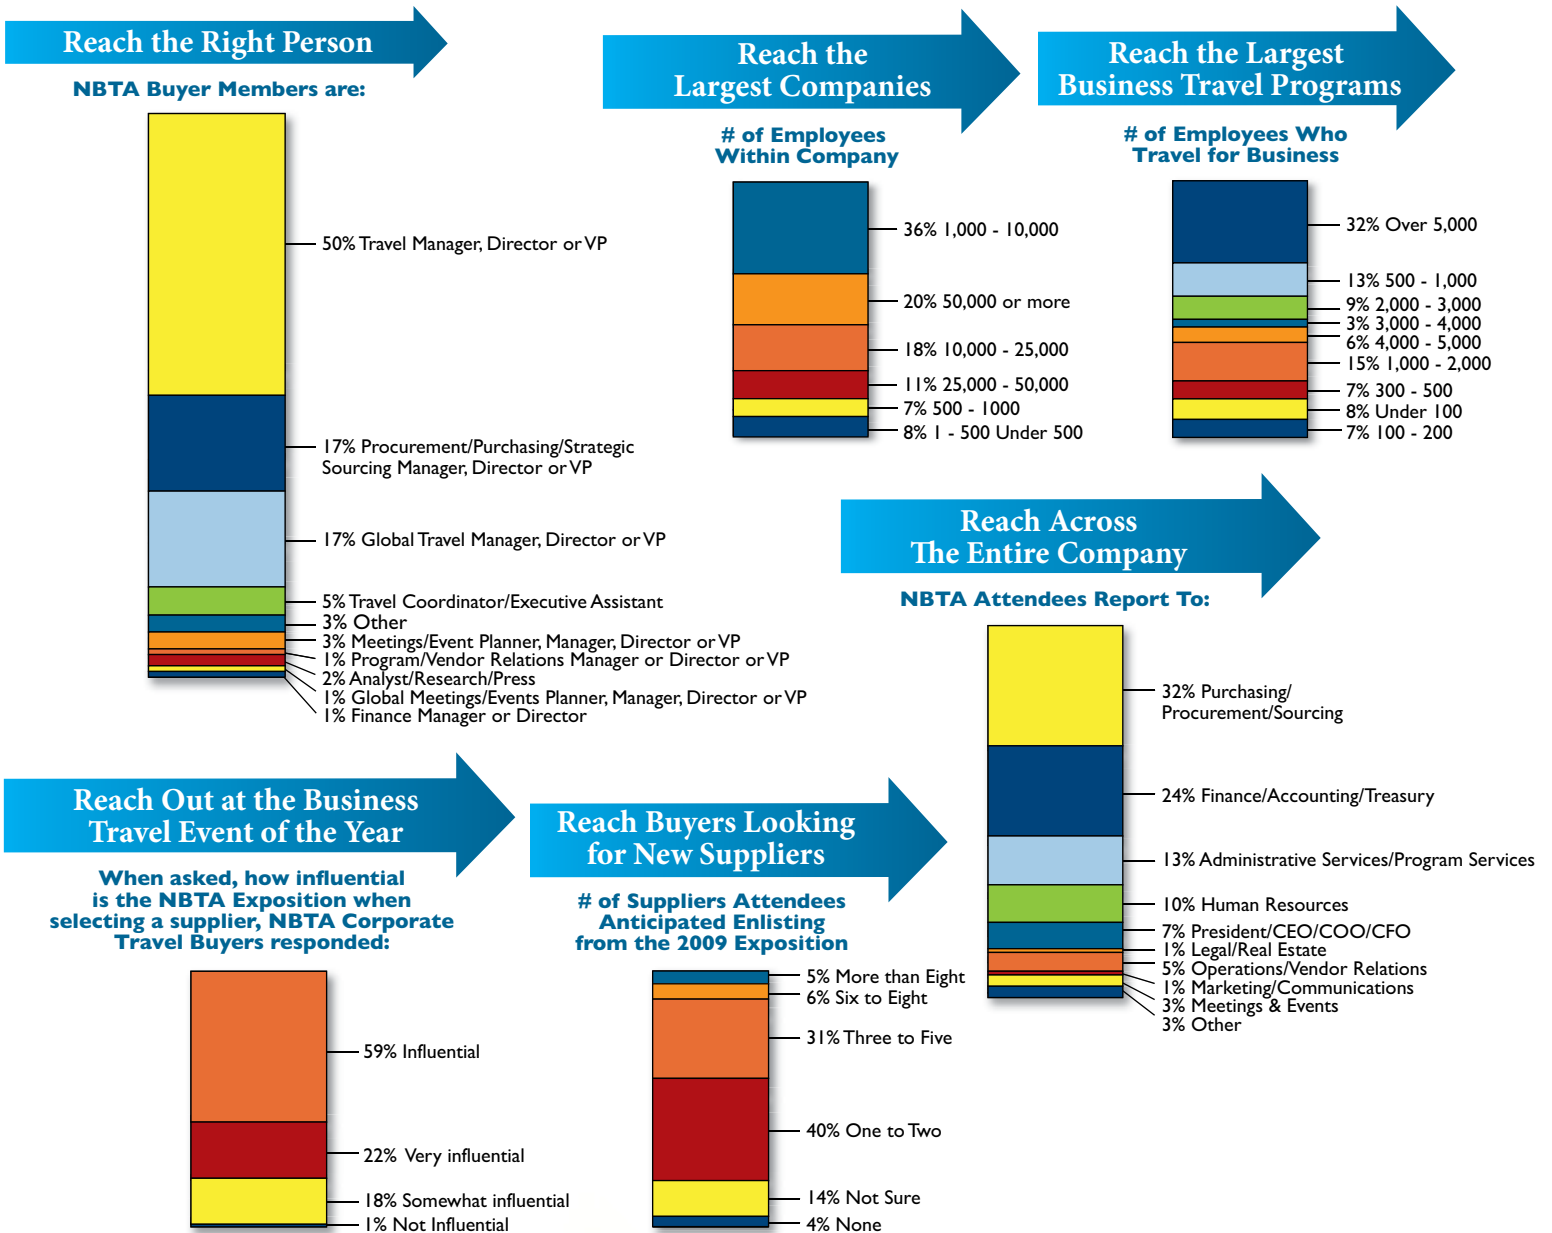 Reach the Right Person
NBTA Buyer Members are:
50% Travel Manager, Director or VP
17% Procurement/Purchasing/Strategic
Sourcing Manager, Director or VP
17% Global Travel Manager, Director or VP
5% Travel Coordinator/Executive Assistant
3% Other
3% Meetings/Event Planner, Manager, Director or VP
1% Program/Vendor Relations Manager or Director or VP
2% Analyst/Research/Press
1% Global Meetings/Events Planner, Manager, Director or VP
1% Finance Manager or Director
Reach the
Largest Companies
# of Employees
Within Company
36% 1,000 - 10,000
20% 50,000 or more
18% 10,000 - 25,000
11% 25,000 - 50,000
7% 500 - 1000
8% 1 - 500 Under 500
Reach the Largest
Business Travel Programs
# of Employees Who
Travel for Business
32% Over 5,000
13% 500 - 1,000
9% 2,000 - 3,000
3% 3,000 - 4,000
6% 4,000 - 5,000
15% 1,000 - 2,000
7% 300 - 500
8% Under 100
7% 100 - 200
Reach Across
The Entire Company
NBTA Attendees Report To:
32% Purchasing/
Procurement/Sourcing
24% Finance/Accounting/Treasury
13% Administrative Services/Program Services
10% Human Resources
7% President/CEO/COO/CFO
1% Legal/Real Estate
5% Operations/Vendor Relations
1% Marketing/Communications
3% Meetings & Events
3% Other
Reach Out at the Business
Travel Event of the Year
When asked, how influential
is the NBTA Exposition when
selecting a supplier, NBTA Corporate
Travel Buyers responded:
59% Influential
22% Very influential
18% Somewhat influential
1% Not Influential
Reach Buyers Looking
for New Suppliers
# of Suppliers Attendees
Anticipated Enlisting
from the 2009 Exposition
5% More than Eight
6% Six to Eight
31% Three to Five
40% One to Two
14% Not Sure
4% None